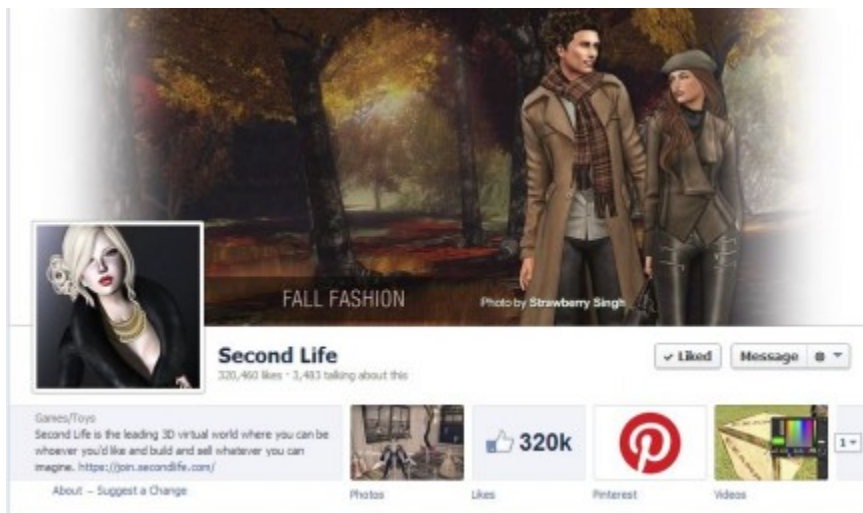 FALL FASHION
Photo by Strawberry Singh
Second Life
320,460 likes · 3,483 talking about this
✓ Liked
Message
Games/Toys
Second Life is the leading 3D virtual world where you can be
whoever you'd like and build and sell whatever you can
imagine. https://join.secondlife.com/
About – Suggest a Change
320k
1
Photos
Likes
Pinterest
Videos